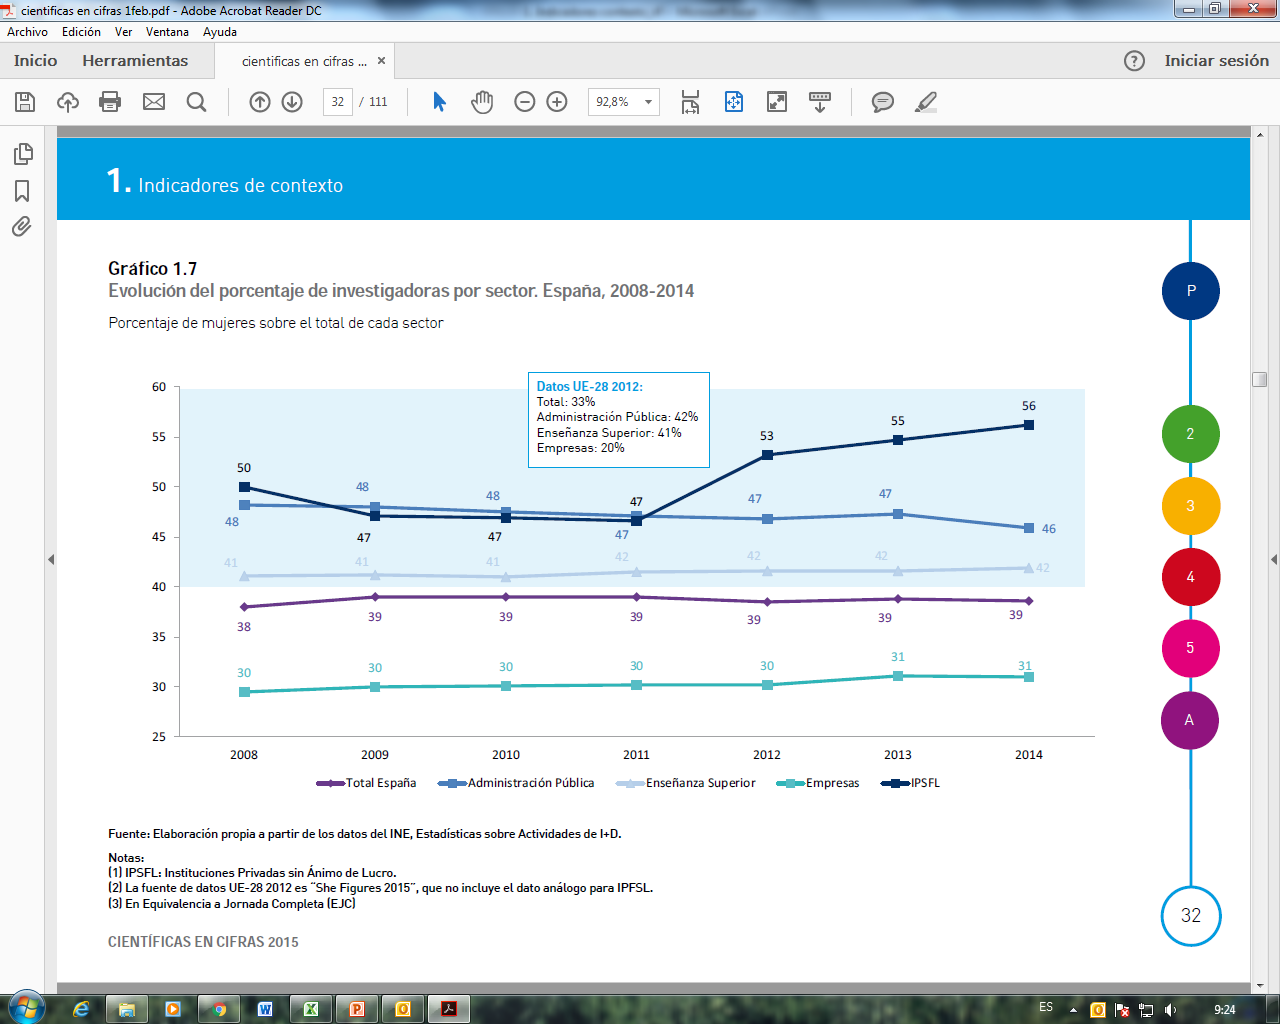 cientificas en cifras 1feb.pdf - Adobe Acrobat Reader DC
Archivo Edición Ver Ventana Ayuda
Inicio Herramientas cientificas en cifras ... × ? Iniciar sesión
32 / 111 92,8%
1. Indicadores de contexto
Gráfico 1.7
Evolución del porcentaje de investigadoras por sector. España, 2008-2014
Porcentaje de mujeres sobre el total de cada sector
Datos UE-28 2012:
Total: 33%
Administración Pública: 42%
Enseñanza Superior: 41%
Empresas: 20%
60
55
50
45
40
35
30
25
50 47 47 47 53 55 56
48 48 48 47 47 47 46
41 41 41 42 42 42 42
38 39 39 39 39 39 39
30 30 30 30 30 31 31
2008 2009 2010 2011 2012 2013 2014
Total España Administración Pública Enseñanza Superior Empresas IPSFL
Fuente: Elaboración propia a partir de los datos del INE, Estadísticas sobre Actividades de I+D.
Notas:
(1) IPSFL: Instituciones Privadas sin Ánimo de Lucro.
(2) La fuente de datos UE-28 2012 es "She Figures 2015", que no incluye el dato análogo para IPFSL.
(3) En Equivalencia a Jornada Completa (EJC)
CIENTÍFICAS EN CIFRAS 2015
P
2
3
4
5
A
32
ES 9:24